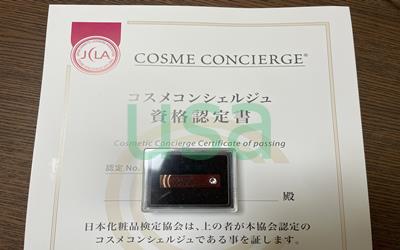 JCLA
COSME CONCIERGE®
コスメコンシェルジュ
資格認定書
usa
Cosmetic Concierge Certificate of passing
認定No.
殿
日本化粧品検定協会は、上の者が本協会認定の
コスメコンシェルジュである事を証します。